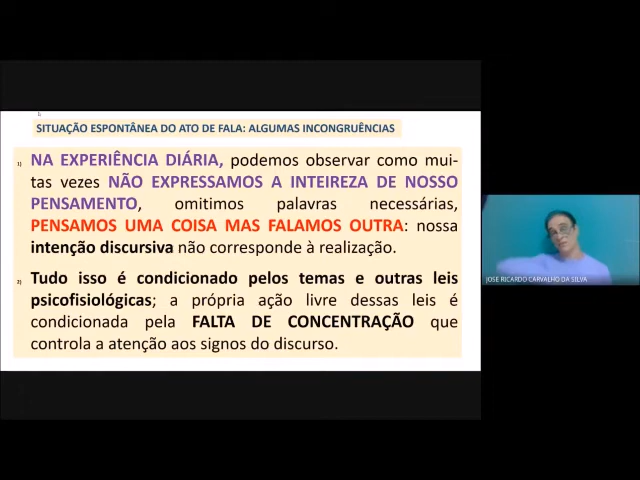 SITUAÇÃO ESPONTÂNEA DO ATO DE FALA: ALGUMAS INCONGRUÊNCIAS
1) NA EXPERIÊNCIA DIÁRIA, podemos observar como mui-
tas vezes NÃO EXPRESSAMOS A INTEIREZA DE NOSSO
PENSAMENTO, omitimos palavras necessárias,
PENSAMOS UMA COISA MAS FALAMOS OUTRA: nossa
intenção discursiva não corresponde à realização.
2) Tudo isso é condicionado pelos temas e outras leis
psicofisiológicas; a própria ação livre dessas leis é
condicionada pela FALTA DE CONCENTRAÇÃO que
controla a atenção aos signos do discurso.
JOSE RICARDO CARVALHO DA SILVA